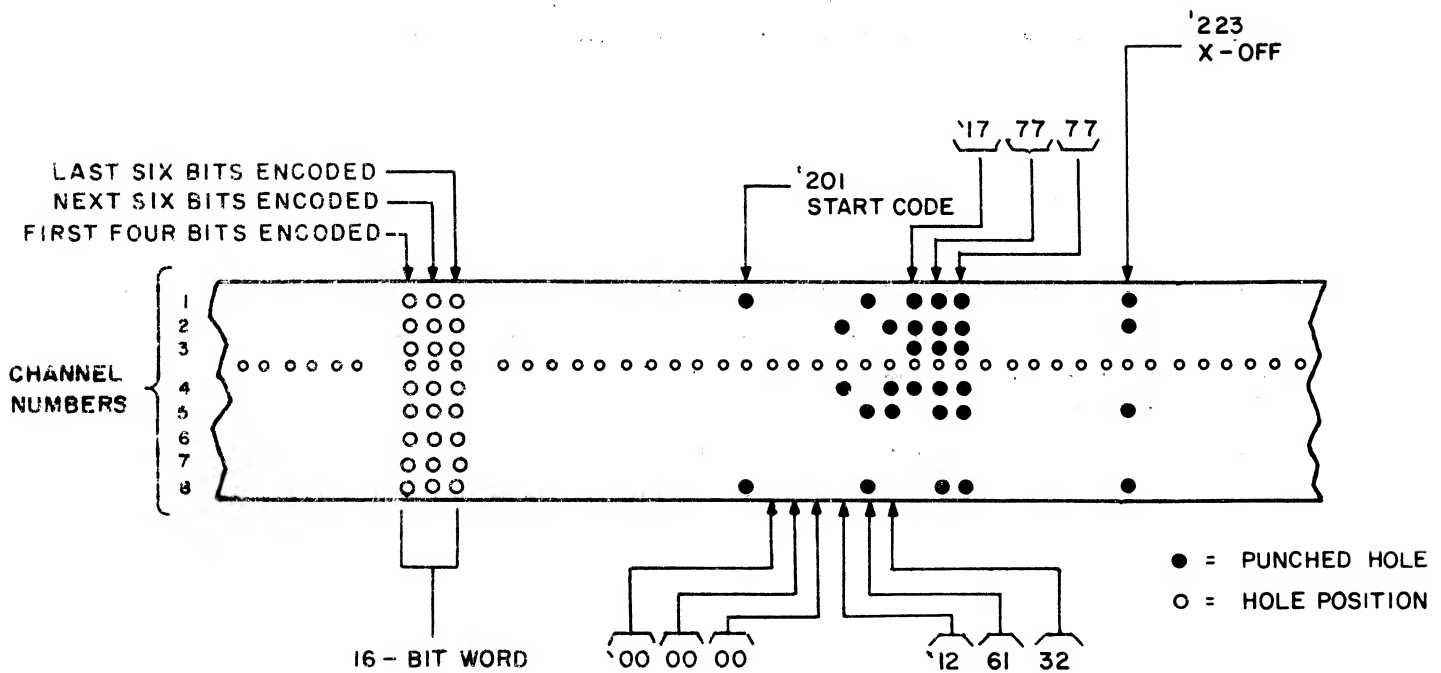 '223
X-OFF
'17 77 77
LAST SIX BITS ENCODED
NEXT SIX BITS ENCODED
FIRST FOUR BITS ENCODED
'201
START CODE
CHANNEL
NUMBERS
1
2
3
4
5
6
7
8
● = PUNCHED HOLE
O = HOLE POSITION
16-BIT WORD
'00 00 00
'12 61 32